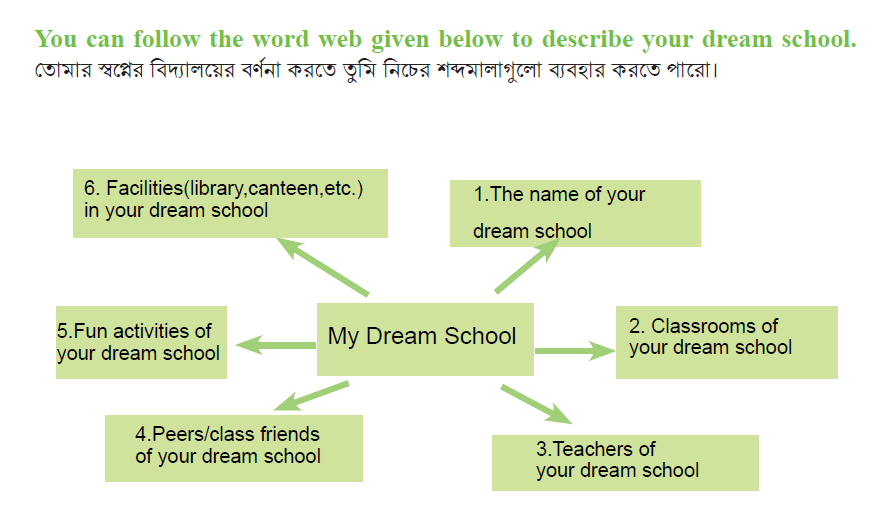 You can follow the word web given below to describe your dream school.
তোমার স্বপ্নের বিদ্যালয়ের বর্ণনা করতে তুমি নিচের শব্দমালাগুলো ব্যবহার করতে পারো।
My Dream School
1.The name of your
dream school
2. Classrooms of
your dream school
3.Teachers of
your dream school
4.Peers/class friends
of your dream school
5.Fun activities of
your dream school
6. Facilities(library,canteen,etc.)
in your dream school